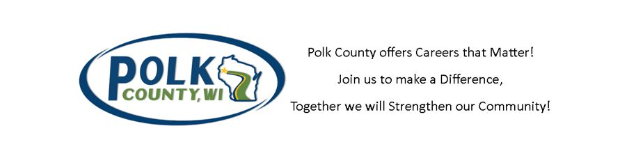 POLK
COUNTY, WI
Polk County offers Careers that Matter!
Join us to make a Difference,
Together we will Strengthen our Community!